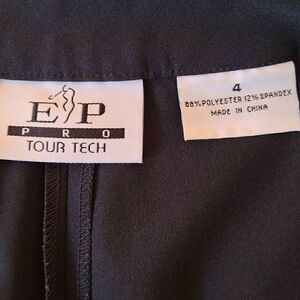 EP
PRO
TOUR TECH
4
88% POLYESTER 12% SPANDEX
MADE IN CHINA